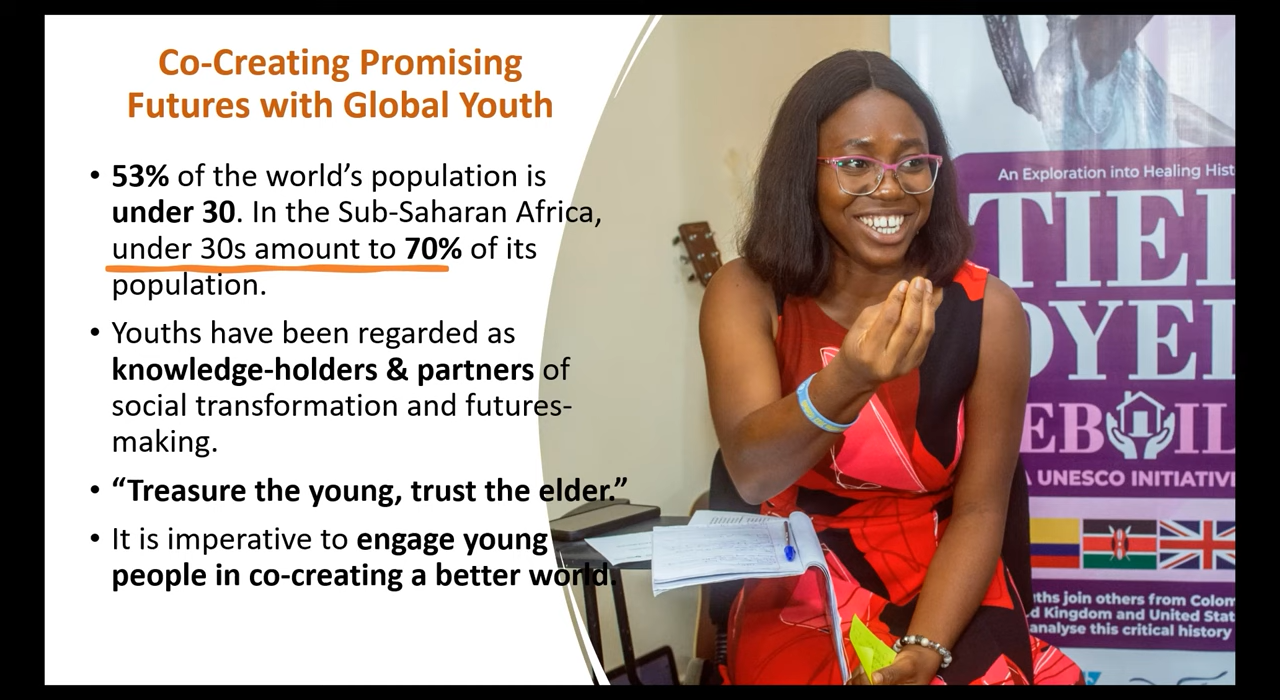 Co-Creating Promising
Futures with Global Youth
• 53% of the world’s population is
under 30. In the Sub-Saharan Africa,
under 30s amount to 70% of its
population.
• Youths have been regarded as
knowledge-holders & partners of
social transformation and futures-
making.
• “Treasure the young, trust the elder.”
• It is imperative to engage young
people in co-creating a better world.
An Exploration into Healing Hist
TIE
OYE
EB IL
A UNESCO INITIATIVE
ths join others from Colom
d Kingdom and United Stat
analyse this critical history